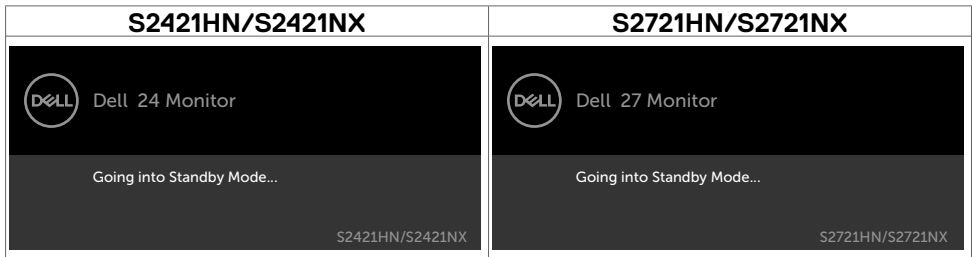 S2421HN/S2421NX
S2721HN/S2721NX
DELL Dell 24 Monitor
Going into Standby Mode...
S2421HN/S2421NX
DELL Dell 27 Monitor
Going into Standby Mode...
S2721HN/S2721NX